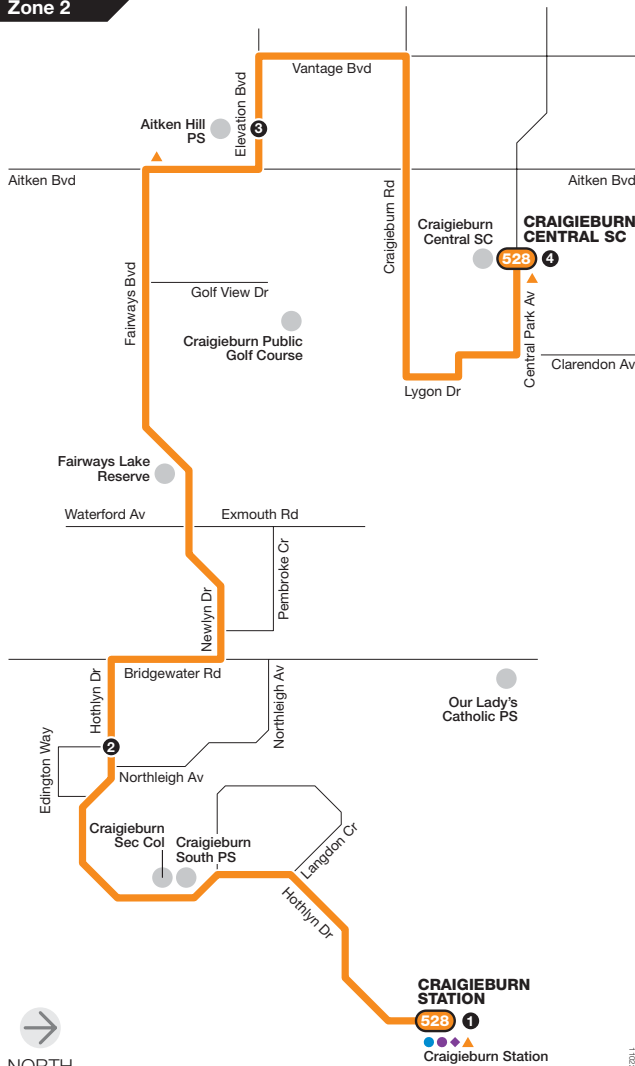 Zone 2
Vantage Bvd
Elevation Bvd
Aitken Hill
PS
3
Aitken Bvd
Aitken Bvd
Craigieburn Rd
Craigieburn
Central SC
CRAIGIEBURN
CENTRAL SC
528
4
Fairways Bvd
Golf View Dr
Craigieburn Public
Golf Course
Central Park Av
Clarendon Av
Lygon Dr
Fairways Lake
Reserve
Waterford Av
Exmouth Rd
Pembroke Cr
Newlyn Dr
Bridgewater Rd
Hothlyn Dr
Northleigh Av
Our Lady's
Catholic PS
2
Edington Way
Northleigh Av
Craigieburn
Sec Col
Craigieburn
South PS
Langdon Cr
Hothlyn Dr
CRAIGIEBURN
STATION
528
1
Craigieburn Station
NORTH